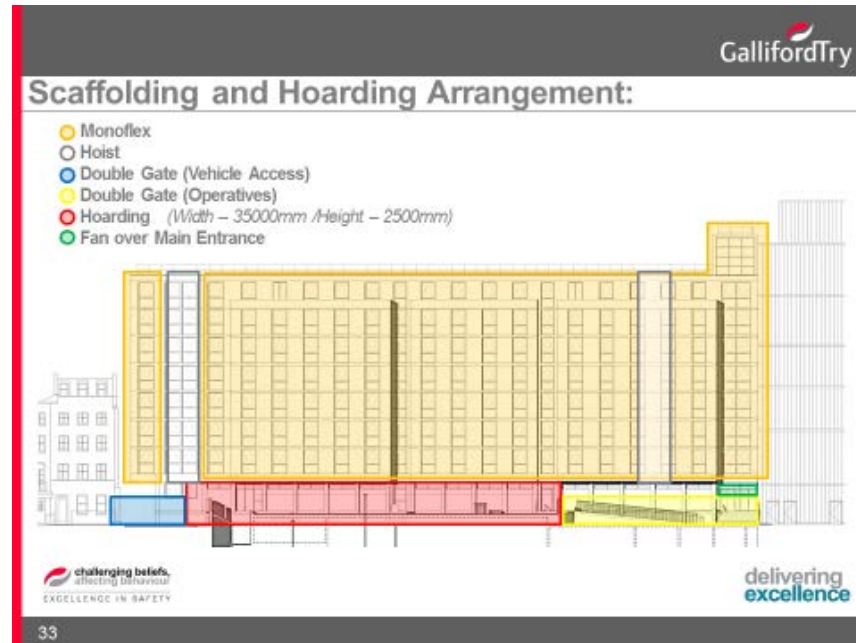 GallifordTry
Scaffolding and Hoarding Arrangement:
Monoflex
Hoist
Double Gate (Vehicle Access)
Double Gate (Operatives)
Hoarding (Width – 35000mm /Height – 2500mm)
Fan over Main Entrance
challenging beliefs,
affecting behaviour
EXCELLENCE IN SAFETY
delivering
excellence
33